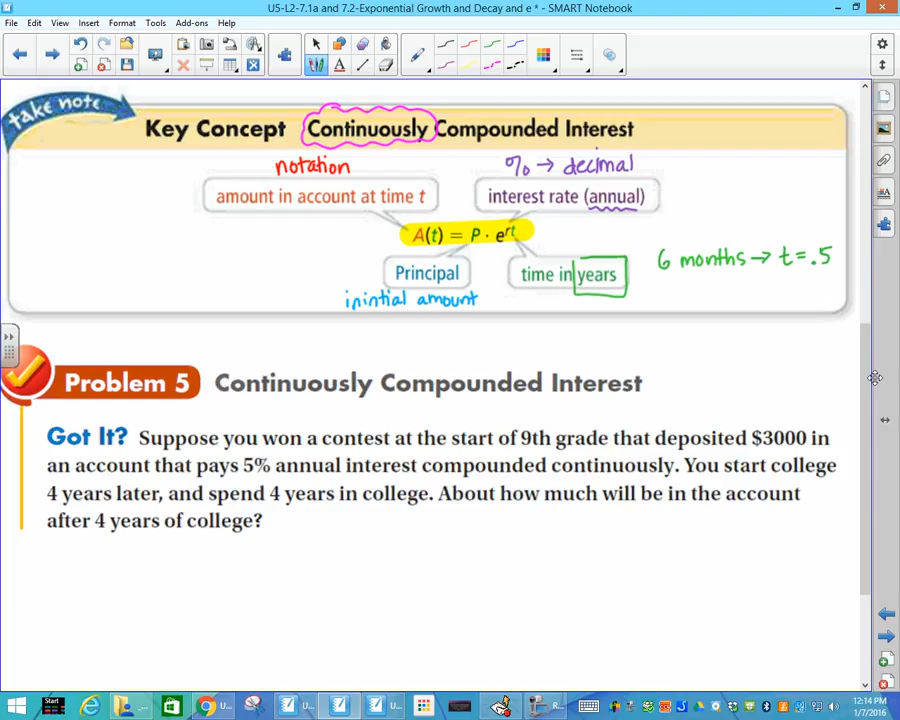 U5-L2-7.1a and 7.2-Exponential Growth and Decay and e * - SMART Notebook
File Edit View Insert Format Tools Add-ons Help
take note
Key Concept Continuously Compounded Interest
notation
% → decimal
amount in account at time t
interest rate (annual)
A(t) = P · e^rt
Principal
time in years
6 months → t = .5
inintial amount
Problem 5 Continuously Compounded Interest
Got It? Suppose you won a contest at the start of 9th grade that deposited $3000 in
an account that pays 5% annual interest compounded continuously. You start college
4 years later, and spend 4 years in college. About how much will be in the account
after 4 years of college?
Start
U...
U...
U...
R...
12:14 PM
1/7/2016